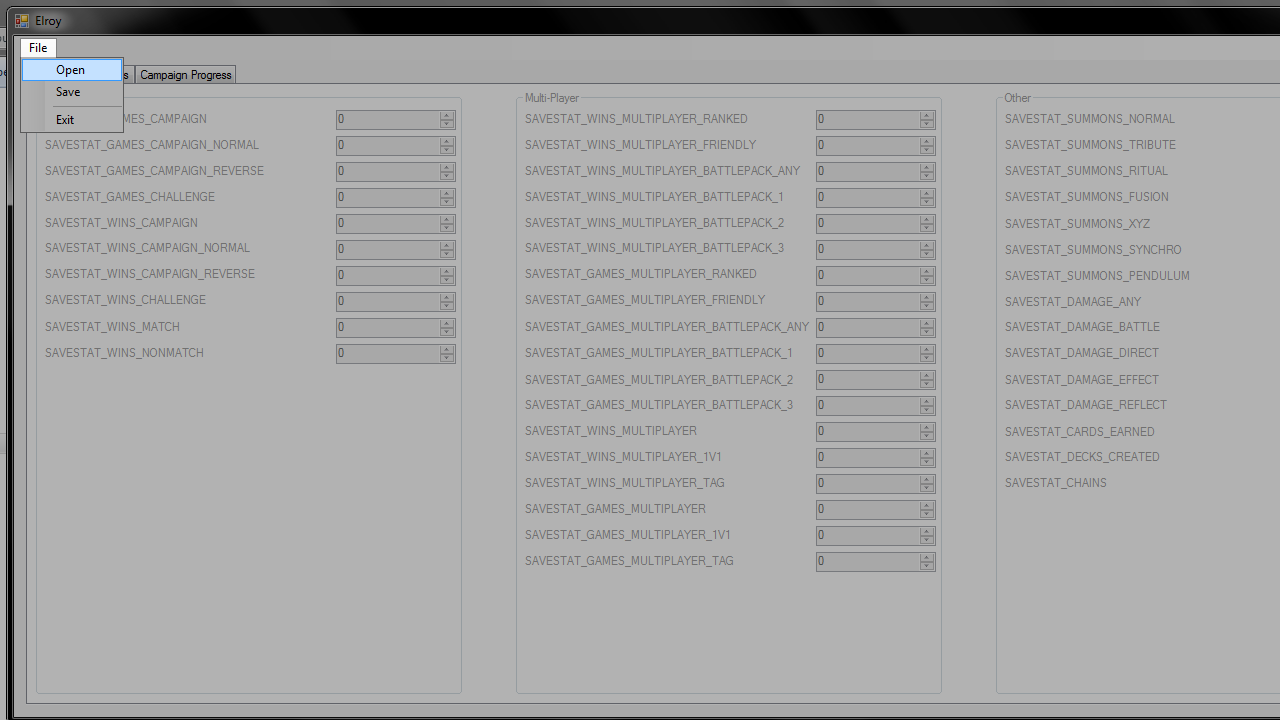 Elroy
File
Open
Save
Exit
Campaign Progress
Multi-Player
Other
SAVESTAT_GAMES_CAMPAIGN_NORMAL 0
SAVESTAT_GAMES_CAMPAIGN_REVERSE 0
SAVESTAT_GAMES_CHALLENGE 0
SAVESTAT_WINS_CAMPAIGN 0
SAVESTAT_WINS_CAMPAIGN_NORMAL 0
SAVESTAT_WINS_CAMPAIGN_REVERSE 0
SAVESTAT_WINS_CHALLENGE 0
SAVESTAT_WINS_MATCH 0
SAVESTAT_WINS_NONMATCH 0
SAVESTAT_WINS_MULTIPLAYER_RANKED 0
SAVESTAT_WINS_MULTIPLAYER_FRIENDLY 0
SAVESTAT_WINS_MULTIPLAYER_BATTLEPACK_ANY 0
SAVESTAT_WINS_MULTIPLAYER_BATTLEPACK_1 0
SAVESTAT_WINS_MULTIPLAYER_BATTLEPACK_2 0
SAVESTAT_WINS_MULTIPLAYER_BATTLEPACK_3 0
SAVESTAT_GAMES_MULTIPLAYER_RANKED 0
SAVESTAT_GAMES_MULTIPLAYER_FRIENDLY 0
SAVESTAT_GAMES_MULTIPLAYER_BATTLEPACK_ANY 0
SAVESTAT_GAMES_MULTIPLAYER_BATTLEPACK_1 0
SAVESTAT_GAMES_MULTIPLAYER_BATTLEPACK_2 0
SAVESTAT_GAMES_MULTIPLAYER_BATTLEPACK_3 0
SAVESTAT_WINS_MULTIPLAYER 0
SAVESTAT_WINS_MULTIPLAYER_1V1 0
SAVESTAT_WINS_MULTIPLAYER_TAG 0
SAVESTAT_GAMES_MULTIPLAYER 0
SAVESTAT_GAMES_MULTIPLAYER_1V1 0
SAVESTAT_GAMES_MULTIPLAYER_TAG 0
SAVESTAT_SUMMONS_NORMAL
SAVESTAT_SUMMONS_TRIBUTE
SAVESTAT_SUMMONS_RITUAL
SAVESTAT_SUMMONS_FUSION
SAVESTAT_SUMMONS_XYZ
SAVESTAT_SUMMONS_SYNCHRO
SAVESTAT_SUMMONS_PENDULUM
SAVESTAT_DAMAGE_ANY
SAVESTAT_DAMAGE_BATTLE
SAVESTAT_DAMAGE_DIRECT
SAVESTAT_DAMAGE_EFFECT
SAVESTAT_DAMAGE_REFLECT
SAVESTAT_CARDS_EARNED
SAVESTAT_DECKS_CREATED
SAVESTAT_CHAINS